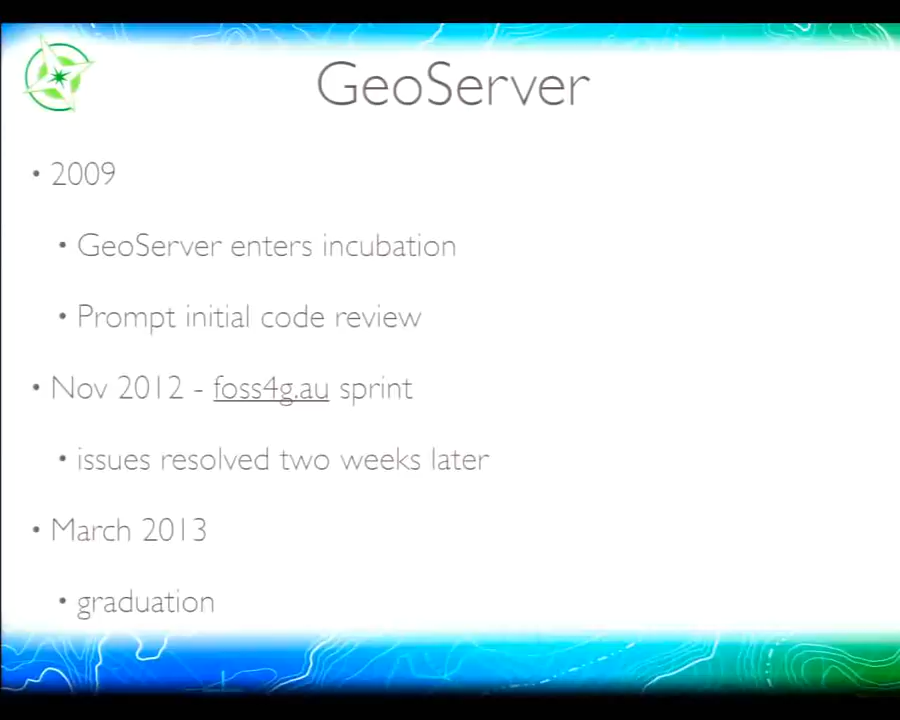 GeoServer
• 2009
• GeoServer enters incubation
• Prompt initial code review
• Nov 2012 - foss4g.au sprint
• issues resolved two weeks later
• March 2013
• graduation